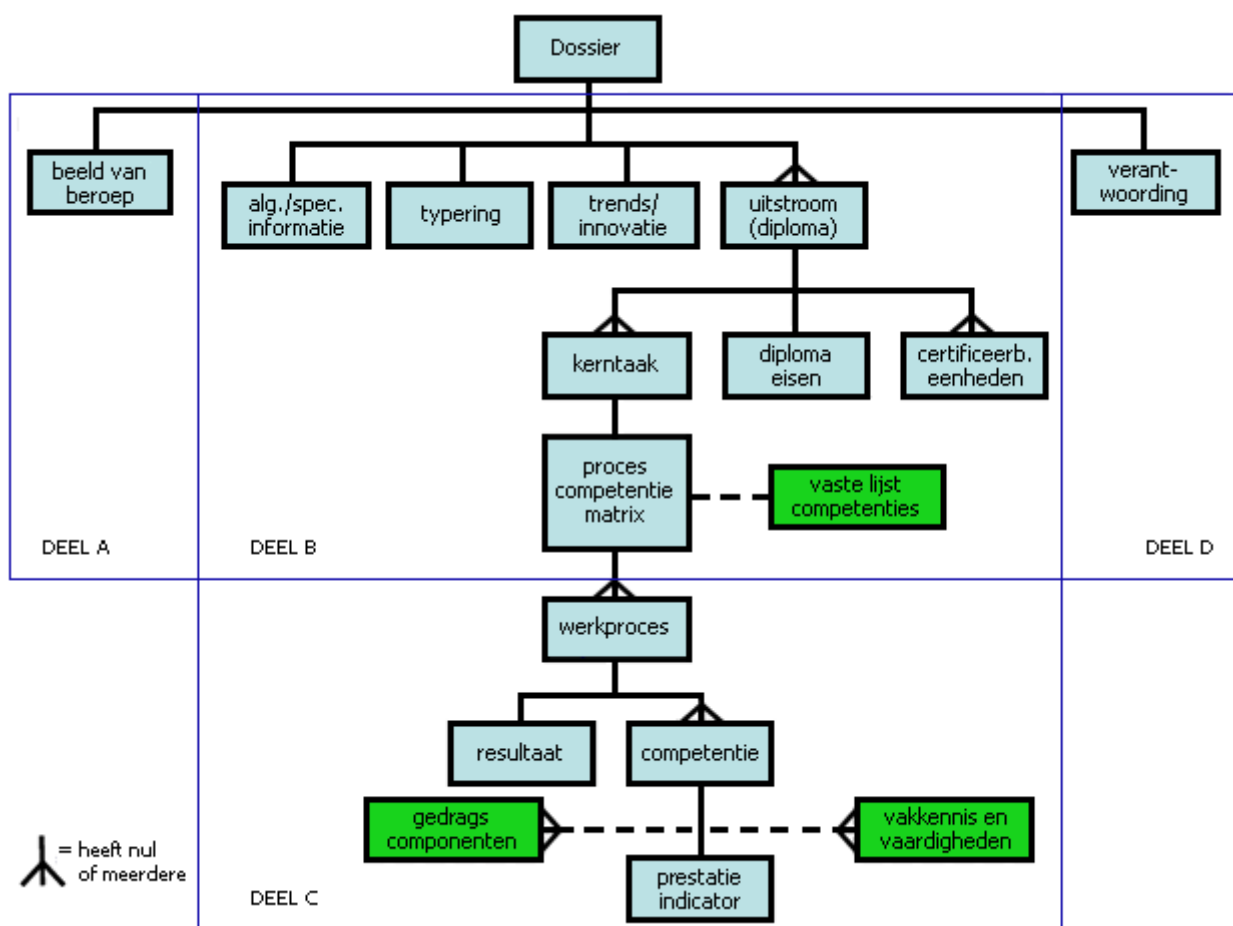 Dossier
beeld van
beroep
alg./spec.
informatie
typering
trends/
innovatie
uitstroom
(diploma)
verant-
woording
kerntaak
diploma
eisen
certificeerb.
eenheden
proces
competentie
matrix
vaste lijst
competenties
DEEL A
DEEL B
DEEL D
werkproces
resultaat
competentie
gedrags
componenten
vakkennis en
vaardigheden
prestatie
indicator
= heeft nul
of meerdere
DEEL C